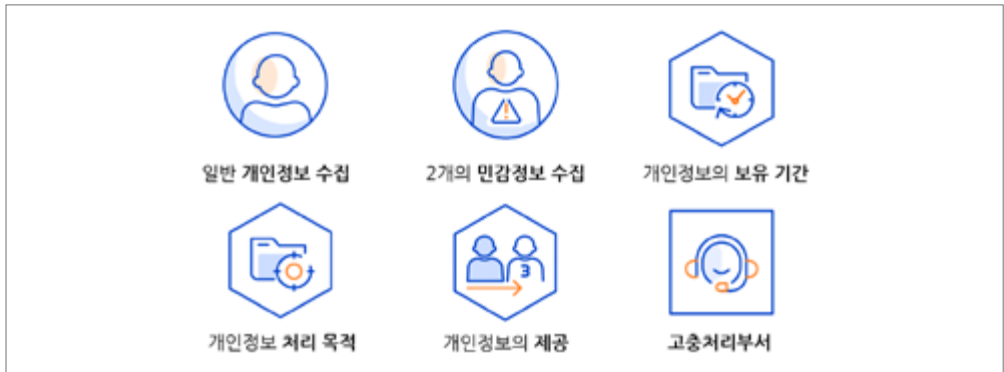 일반 개인정보 수집
2개의 민감정보 수집
개인정보의 보유 기간
3
개인정보 처리 목적
개인정보의 제공
고충처리부서